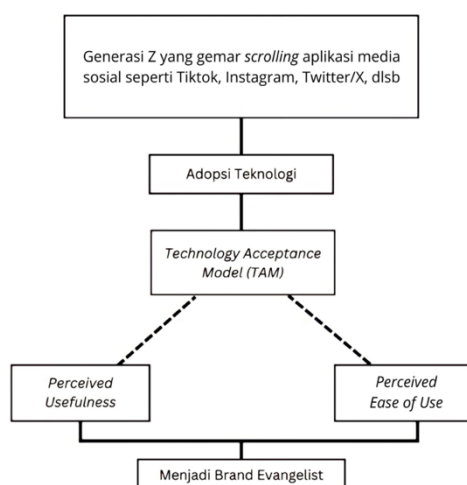 Generasi Z yang gemar scrolling aplikasi media
sosial seperti Tiktok, Instagram, Twitter/X, dlsb
Adopsi Teknologi
Technology Acceptance
Model (TAM)
Perceived
Usefulness
Perceived
Ease of Use
Menjadi Brand Evangelist